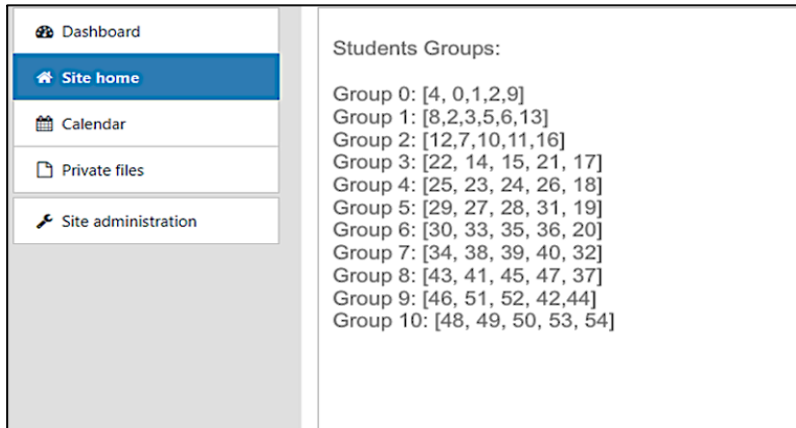 Dashboard
Site home
Calendar
Private files
Site administration
Students Groups:
Group 0: [4, 0,1,2,9]
Group 1: [8,2,3,5,6,13]
Group 2: [12,7,10,11,16]
Group 3: [22, 14, 15, 21, 17]
Group 4: [25, 23, 24, 26, 18]
Group 5: [29, 27, 28, 31, 19]
Group 6: [30, 33, 35, 36, 20]
Group 7: [34, 38, 39, 40, 32]
Group 8: [43, 41, 45, 47, 37]
Group 9: [46, 51, 52, 42,44]
Group 10: [48, 49, 50, 53, 54]